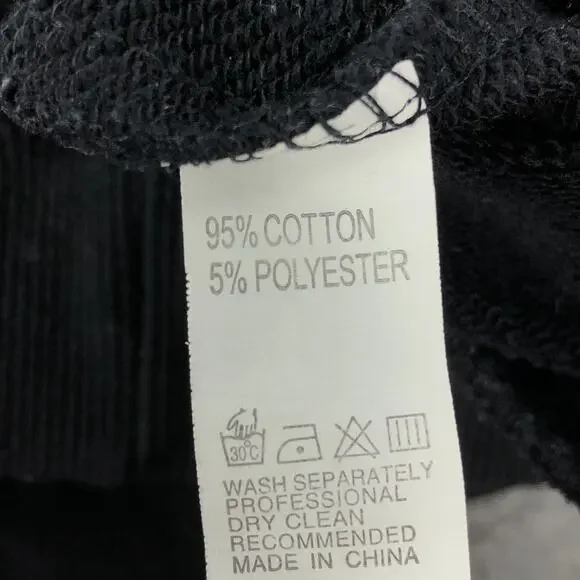 95% COTTON
5% POLYESTER
30°C
WASH SEPARATELY
PROFESSIONAL
DRY CLEAN
RECOMMENDED
MADE IN CHINA